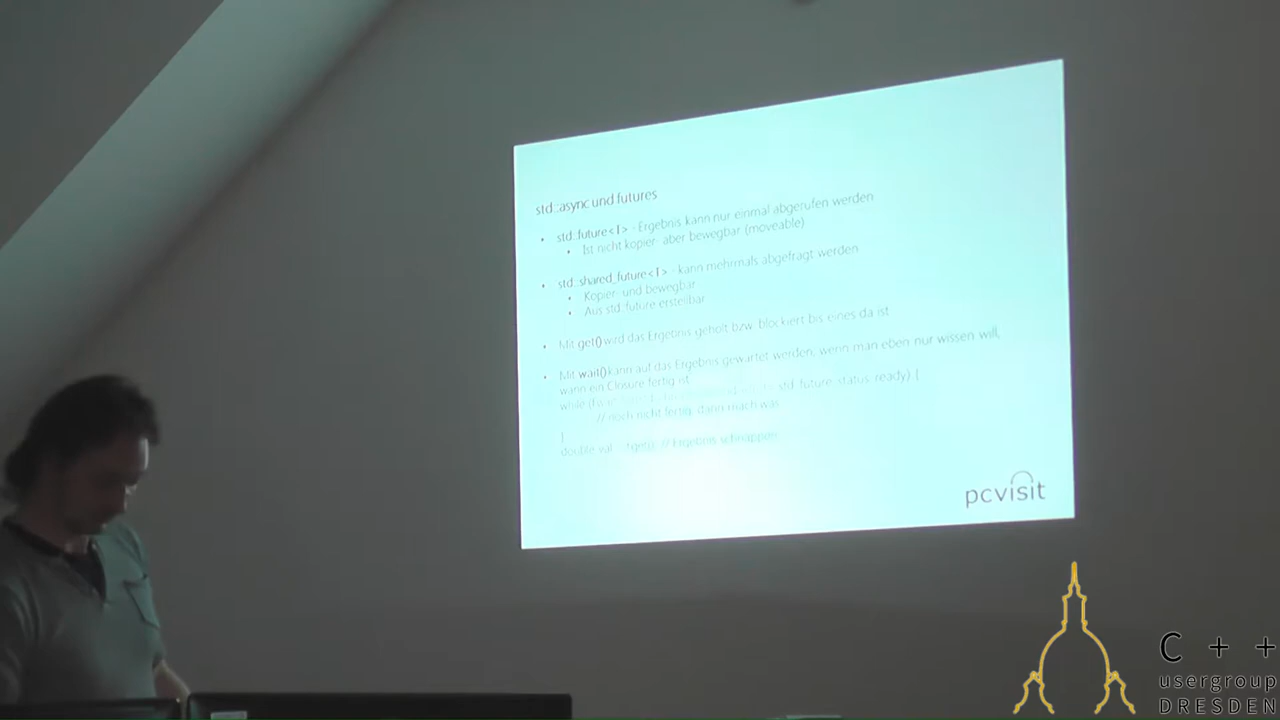 std::async und futures
• std::future<T> - Ergebnis kann nur einmal abgerufen werden
• Ist nicht kopier- aber bewegbar (moveable)
• std::shared_future<T> - kann mehrmals abgefragt werden
• Kopier- und bewegbar
• Aus std::future erstellbar
• Mit get() wird das Ergebnis geholt bzw. blockiert bis eines da ist
• Mit wait() kann auf das Ergebnis gewartet werden, wenn man eben nur wissen will,
wann ein Closure fertig ist
while std::future_status::ready) {
// noch nicht fertig, dann mach was
}
double val f.get(); // Ergebnis schnappen
pcvisit
C++
usergroup
DRESDEN